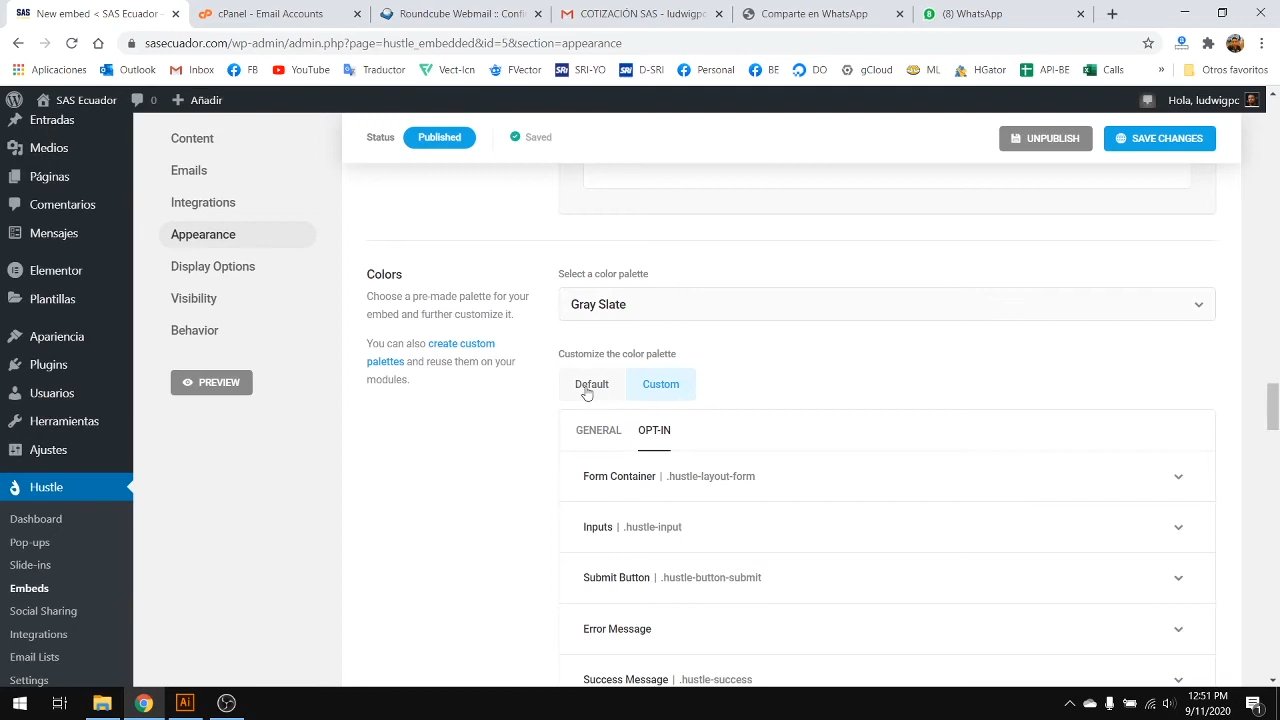 SAS Ecuador
Panel - Email Accounts
Roundcube Webmail :: Confi
COTIZACIÓN SAS - ludwigpc
Comparte en WhatsApp
(8) WhatsApp
sasecuador.com/wp-admin/admin.php?page=hustle_embedded&id=5&section=appearance
Aplicaciones
Outlook
Inbox
FB
YouTube
Traductor
Vect-Icn
FVector
SRI-YO
D-SRI
Personal
BE
DO
gCloud
ML
HGator
API-BE
Calls
»
Otros favoritos
SAS Ecuador
0
Añadir
Hola, ludwigpc
Entradas
Medios
Páginas
Comentarios
Mensajes
Elementor
Plantillas
Apariencia
Plugins
Usuarios
Herramientas
Ajustes
Hustle
Dashboard
Pop-ups
Slide-ins
Embeds
Social Sharing
Integrations
Email Lists
Settings
Content
Emails
Integrations
Appearance
Display Options
Visibility
Behavior
PREVIEW
Status
Published
Saved
UNPUBLISH
SAVE CHANGES
Colors
Choose a pre-made palette for your
embed and further customize it.
You can also create custom
palettes and reuse them on your
modules.
Select a color palette
Gray Slate
Customize the color palette
Default
Custom
GENERAL
OPT-IN
Form Container | .hustle-layout-form
Inputs | .hustle-input
Submit Button | .hustle-button-submit
Error Message
Success Message | .hustle-success
Ai
12:51 PM
9/11/2020